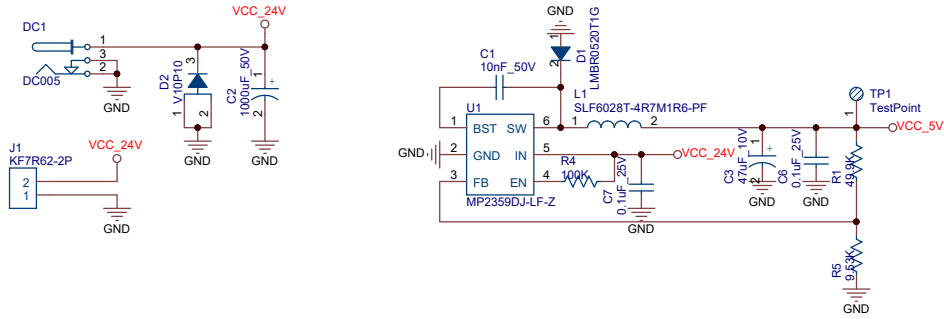 DC1
DC005
1
3
2
GND
VCC_24V
3
D2
V10P10
1
2
GND
1
C2
1000uF_50V
+
2
GND
J1
KF7R62-2P
2
1
VCC_24V
GND
GND
1
D1
2
LMBR0520T1G
C1
10nF_50V
L1
SLF6028T-4R7M1R6-PF
1
2
U1
BST
SW
GND
IN
FB
EN
1
2
3
6
5
4
MP2359DJ-LF-Z
GND
R4
100K
VCC_24V
C7
0.1uF_25V
GND
TP1
TestPoint
1
VCC_5V
C3
47uF_10V
1
+
2
GND
C6
0.1uF_25V
GND
R1
49.9K
R5
9.53K
GND